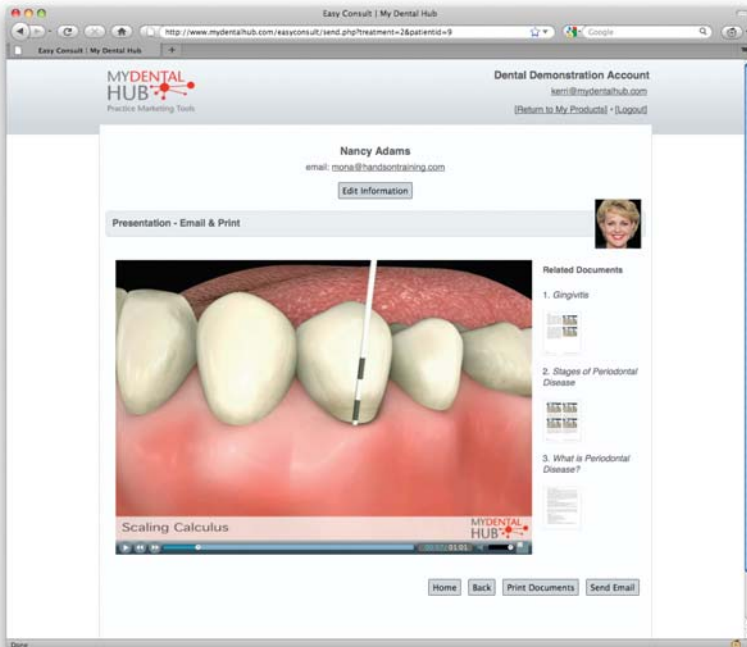 Easy Consult | My Dental Hub
http://www.mydentalhub.com/easyconsult/send.php?treatment=2&patientid=9
Google
Easy Consult | My Dental Hub
MYDENTAL
HUB
Practice Marketing Tools
Dental Demonstration Account
kerri@mydentalhub.com
[Return to My Products] • [Logout]
Nancy Adams
email: mona@handsontraining.com
Edit Information
Presentation - Email & Print
Related Documents
1. Gingivitis
2. Stages of Periodontal
Disease
3. What is Periodontal
Disease?
Scaling Calculus
MYDENTAL
HUB
01:01
Home
Back
Print Documents
Send Email
Done